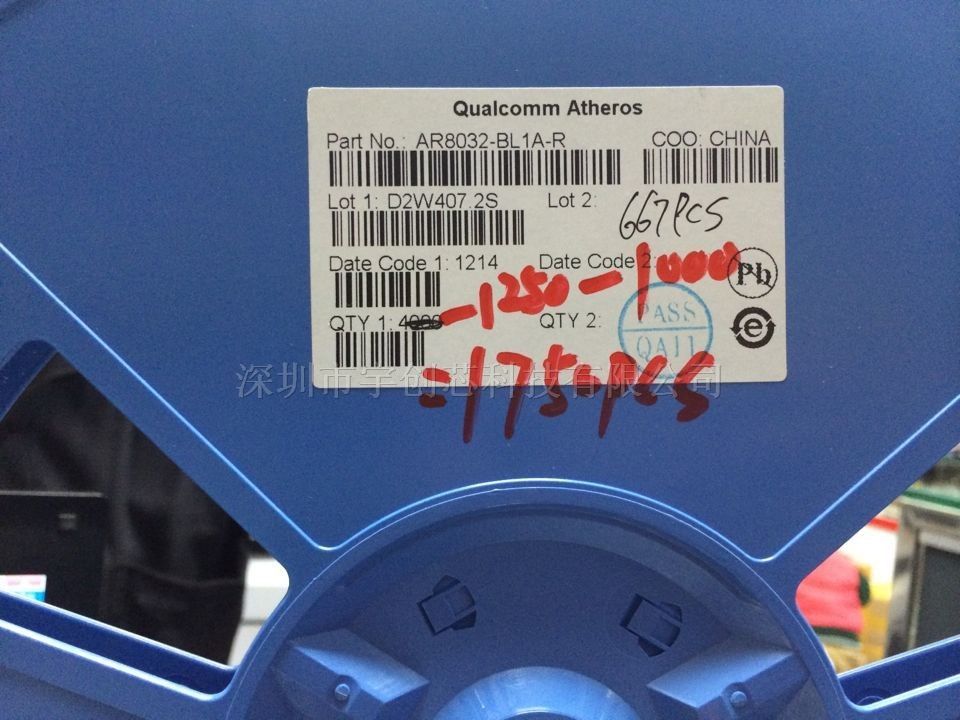 Qualcomm Atheros
Part No.: AR8032-BL1A-R COO: CHINA
Lot 1: D2W407.2S Lot 2: 667PCS
Date Code 1: 1214 Date Code 2:
Pb
QTY 1: 4000 -1250-1000 QTY 2:
PASS
QA11
e
深圳市宇创芯科技有限公司
=1750PCS